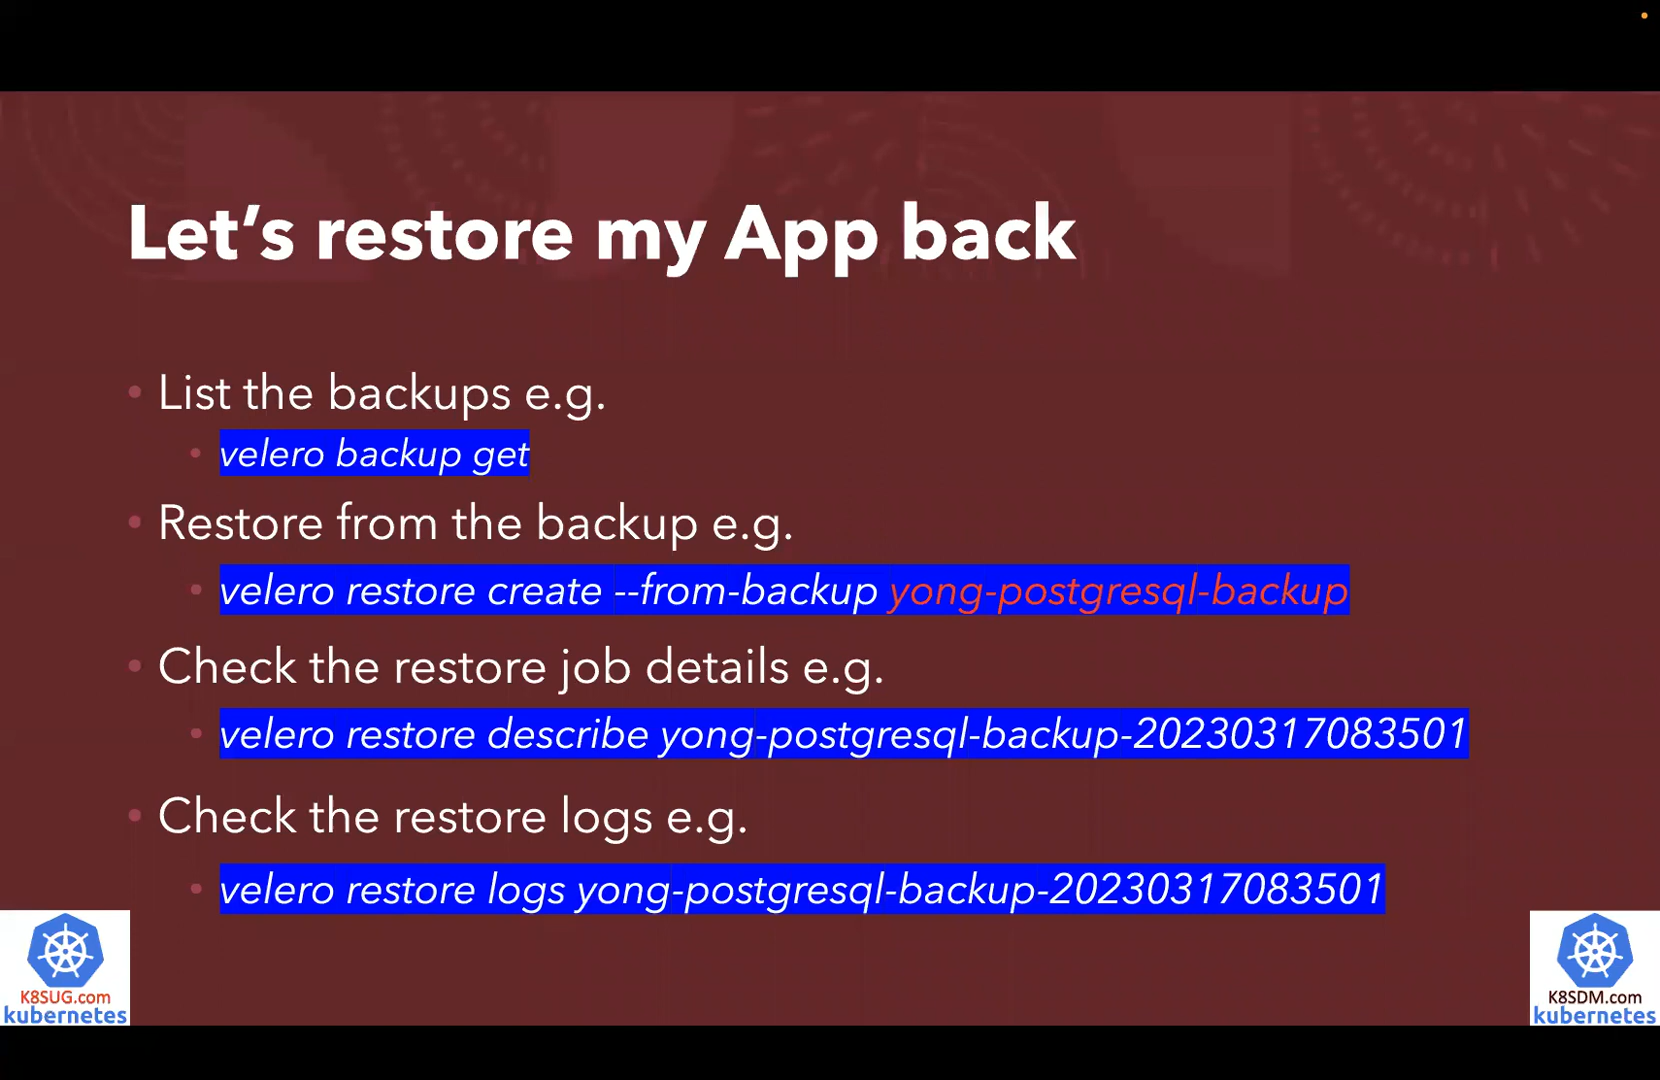 Let’s restore my App back
• List the backups e.g.
• velero backup get
• Restore from the backup e.g.
• velero restore create --from-backup yong-postgresql-backup
• Check the restore job details e.g.
• velero restore describe yong-postgresql-backup-20230317083501
• Check the restore logs e.g.
• velero restore logs yong-postgresql-backup-20230317083501
K8SUG.com
kubernetes
K8SDM.com
kubernetes